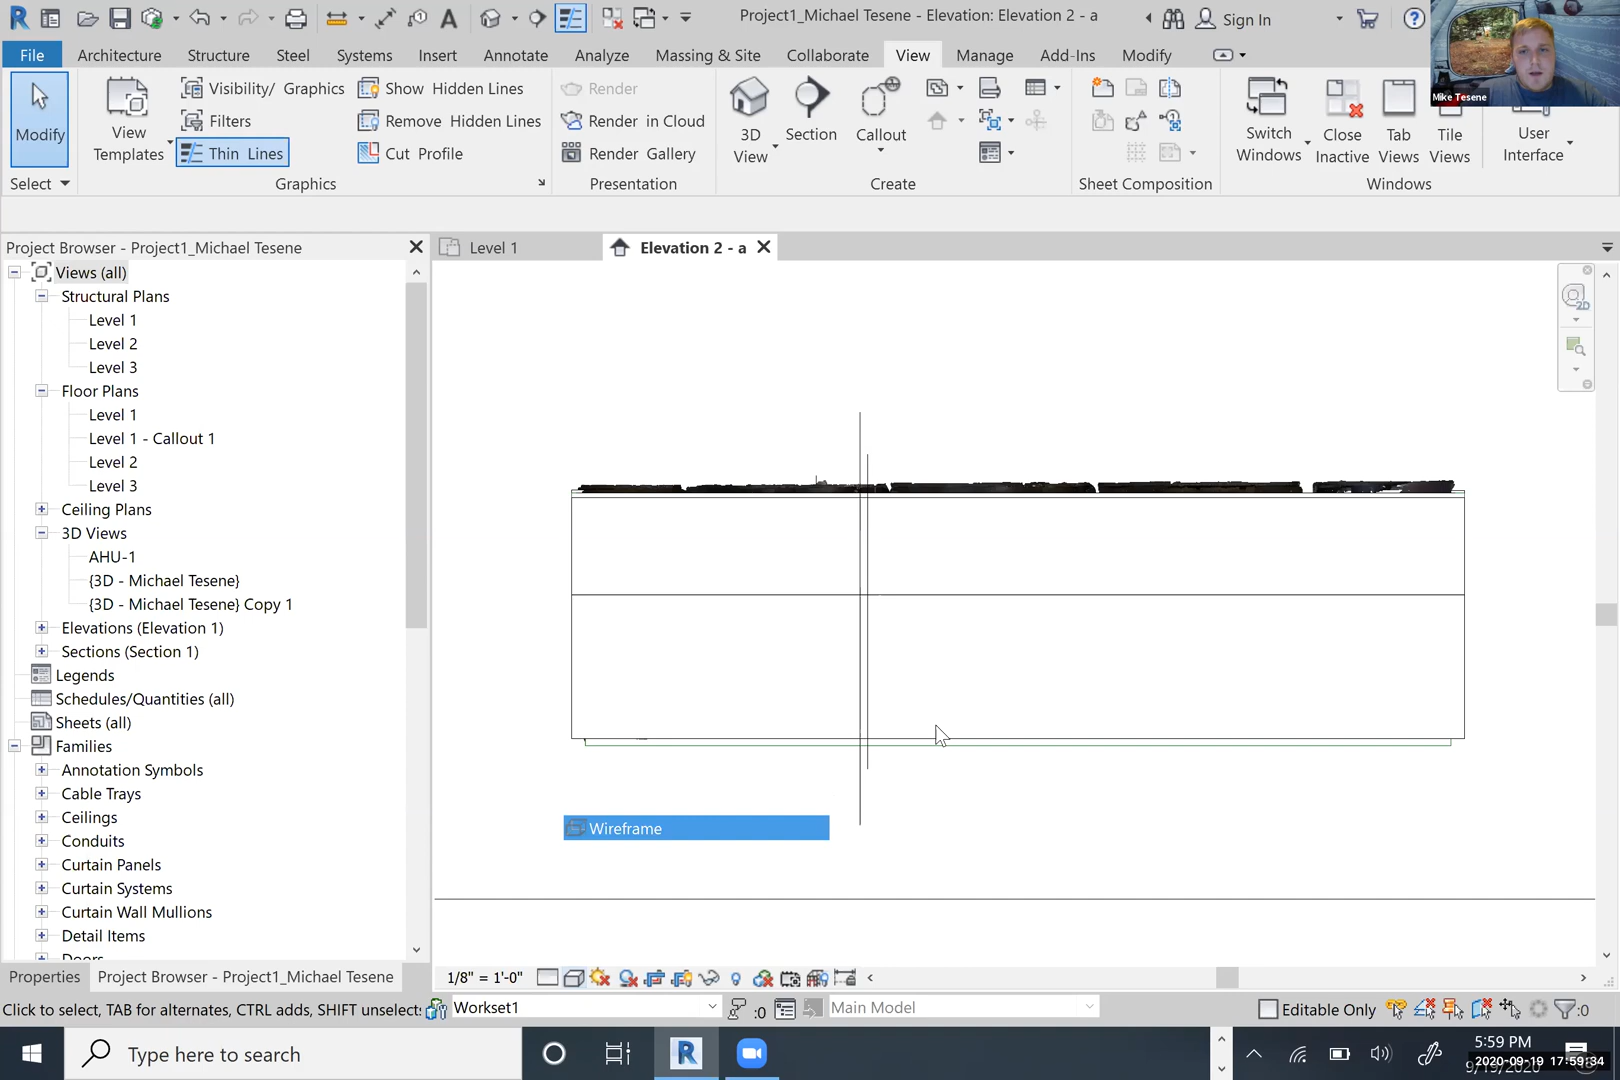 Project1_Michael Tesene - Elevation: Elevation 2 - a
Sign In
Mike Tesene
File Architecture Structure Steel Systems Insert Annotate Analyze Massing & Site Collaborate View Manage Add-Ins Modify
Modify
Select
View
Templates
Visibility/ Graphics
Filters
Thin Lines
Show Hidden Lines
Remove Hidden Lines
Cut Profile
Graphics
Render
Render in Cloud
Render Gallery
Presentation
3D
View
Section
Callout
Create
Sheet Composition
Switch
Windows
Close
Inactive
Tab
Views
Tile
Views
Windows
User
Interface
Project Browser - Project1_Michael Tesene
Level 1
Elevation 2 - a
Views (all)
Structural Plans
Level 1
Level 2
Level 3
Floor Plans
Level 1
Level 1 - Callout 1
Level 2
Level 3
Ceiling Plans
3D Views
AHU-1
{3D - Michael Tesene}
{3D - Michael Tesene} Copy 1
Elevations (Elevation 1)
Sections (Section 1)
Legends
Schedules/Quantities (all)
Sheets (all)
Families
Annotation Symbols
Cable Trays
Ceilings
Conduits
Curtain Panels
Curtain Systems
Curtain Wall Mullions
Detail Items
Doors
2D
Wireframe
Properties
Project Browser - Project1_Michael Tesene
1/8" = 1'-0"
Click to select, TAB for alternates, CTRL adds, SHIFT unselect:
Workset1
:0
Main Model
Editable Only
:0
Type here to search
5:59 PM
9/19/2020
2020-09-19 17:59:34